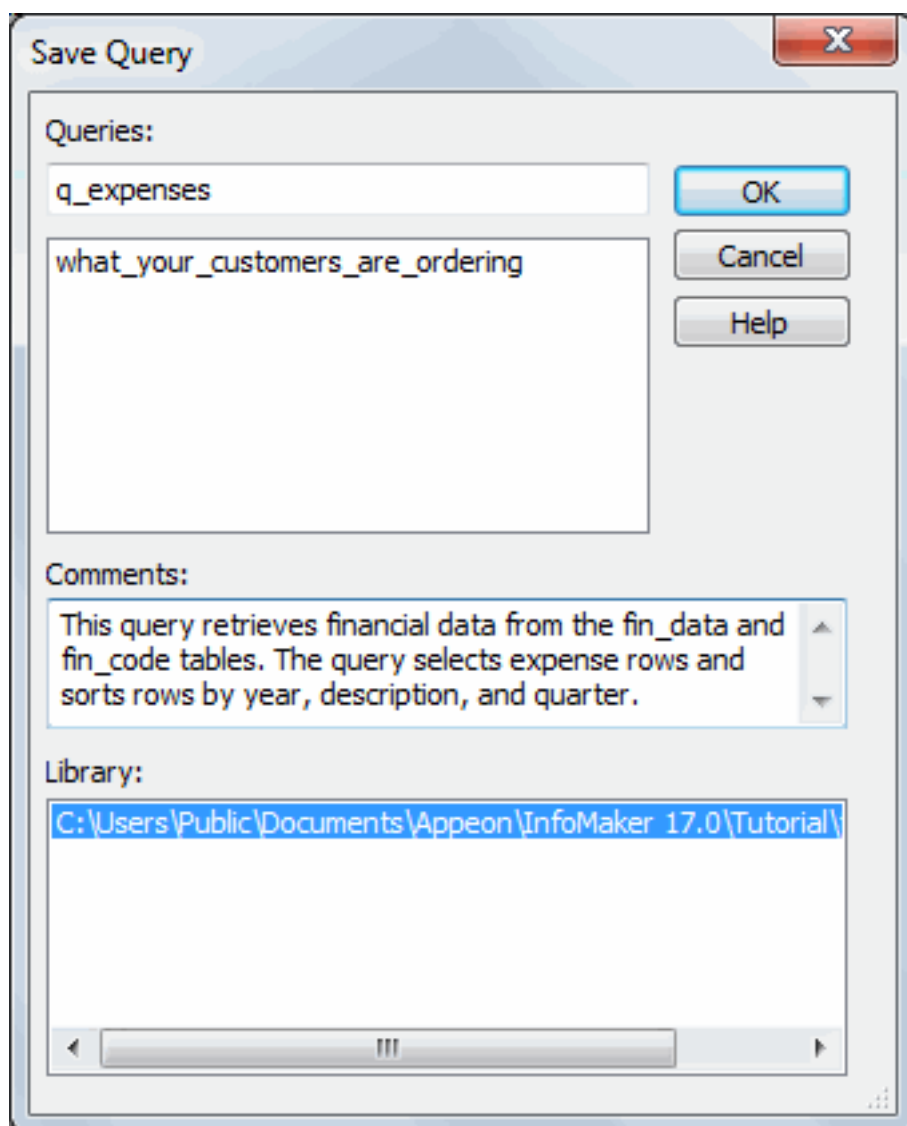 Save Query
Queries:
q_expenses
OK
what_your_customers_are_ordering
Cancel
Help
Comments:
This query retrieves financial data from the fin_data and
fin_code tables. The query selects expense rows and
sorts rows by year, description, and quarter.
Library:
C:\Users\Public\Documents\Appeon\InfoMaker 17.0\Tutorial\